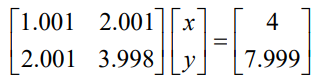 [1.001 2.001] [x] = [4]
[2.001 3.998] [y] [7.999]